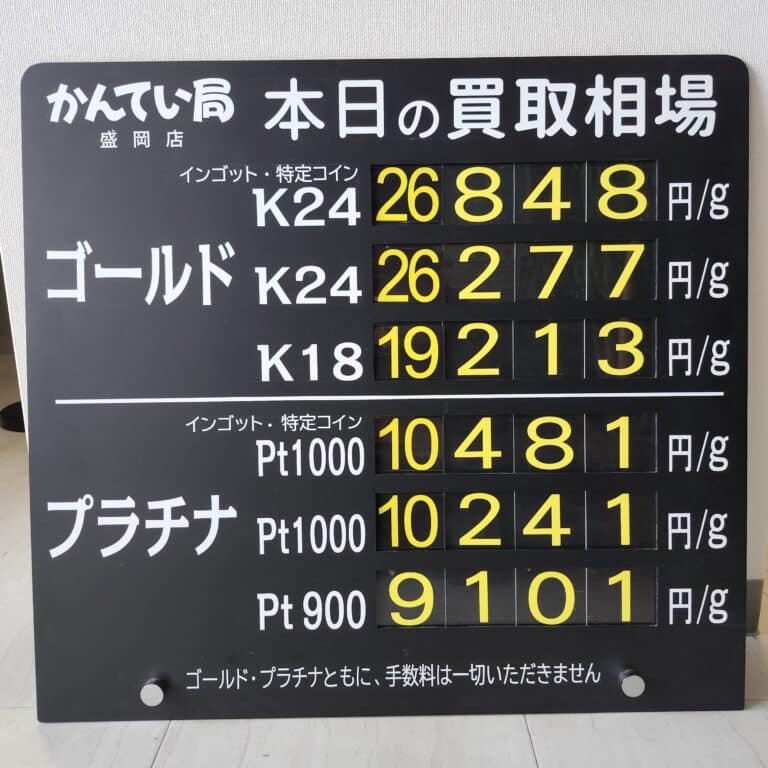 かんてい局
盛岡店
本日の買取相場
インゴット・特定コイン
K24 26848 円/g
ゴールド
K24 26277 円/g
K18 19213 円/g
インゴット・特定コイン
Pt1000 10481 円/g
プラチナ
Pt1000 10241 円/g
Pt 900 9101 円/g
ゴールド・プラチナともに、手数料は一切いただきません